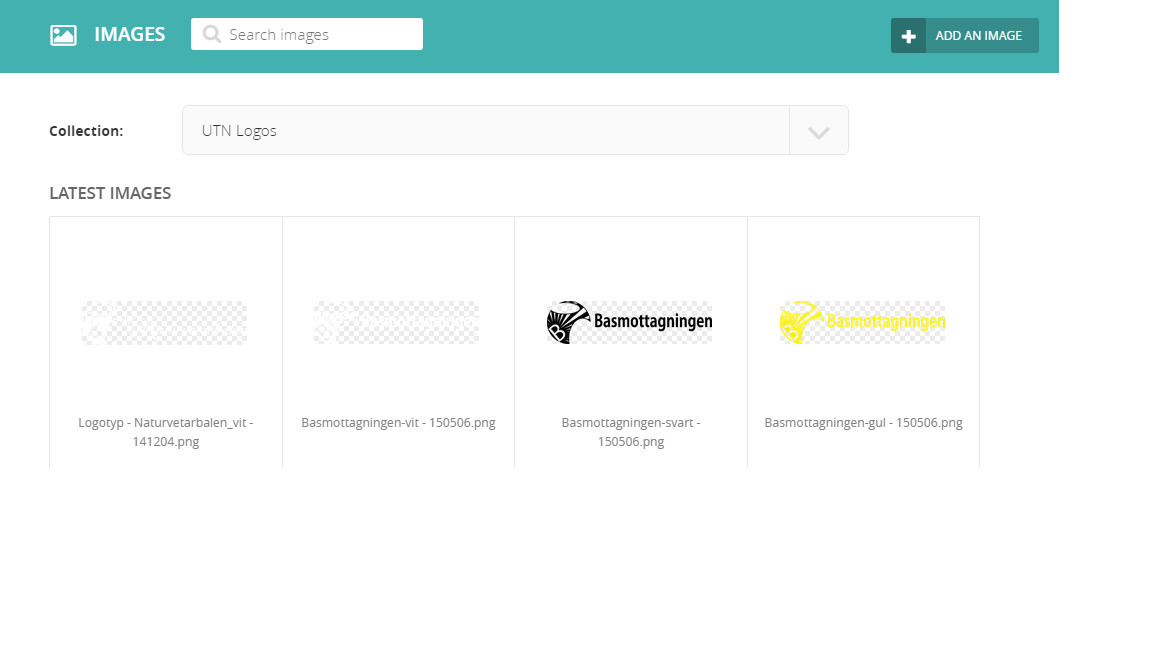 IMAGES
Search images
ADD AN IMAGE
Collection:
UTN Logos
LATEST IMAGES
Basmottagningen
Basmottagningen
Logotyp - Naturvetarbalen_vit -
141204.png
Basmottagningen-vit - 150506.png
Basmottagningen-svart -
150506.png
Basmottagningen-gul - 150506.png